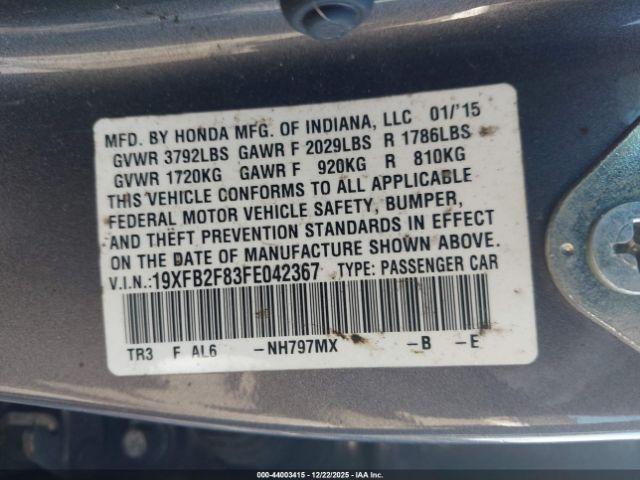 MFD. BY HONDA MFG. OF INDIANA, LLC 01/'15
GVWR 3792LBS GAWR F 2029LBS R 1786LBS
GVWR 1720KG GAWR F 920KG R 810KG
THIS VEHICLE CONFORMS TO ALL APPLICABLE
FEDERAL MOTOR VEHICLE SAFETY, BUMPER,
AND THEFT PREVENTION STANDARDS IN EFFECT
ON THE DATE OF MANUFACTURE SHOWN ABOVE.
V.I.N.:19XFB2F83FE042367 TYPE: PASSENGER CAR
TR3 F AL6 -NH797MX -B -E
000-44003415 - 12/22/2025 - IAA Inc.